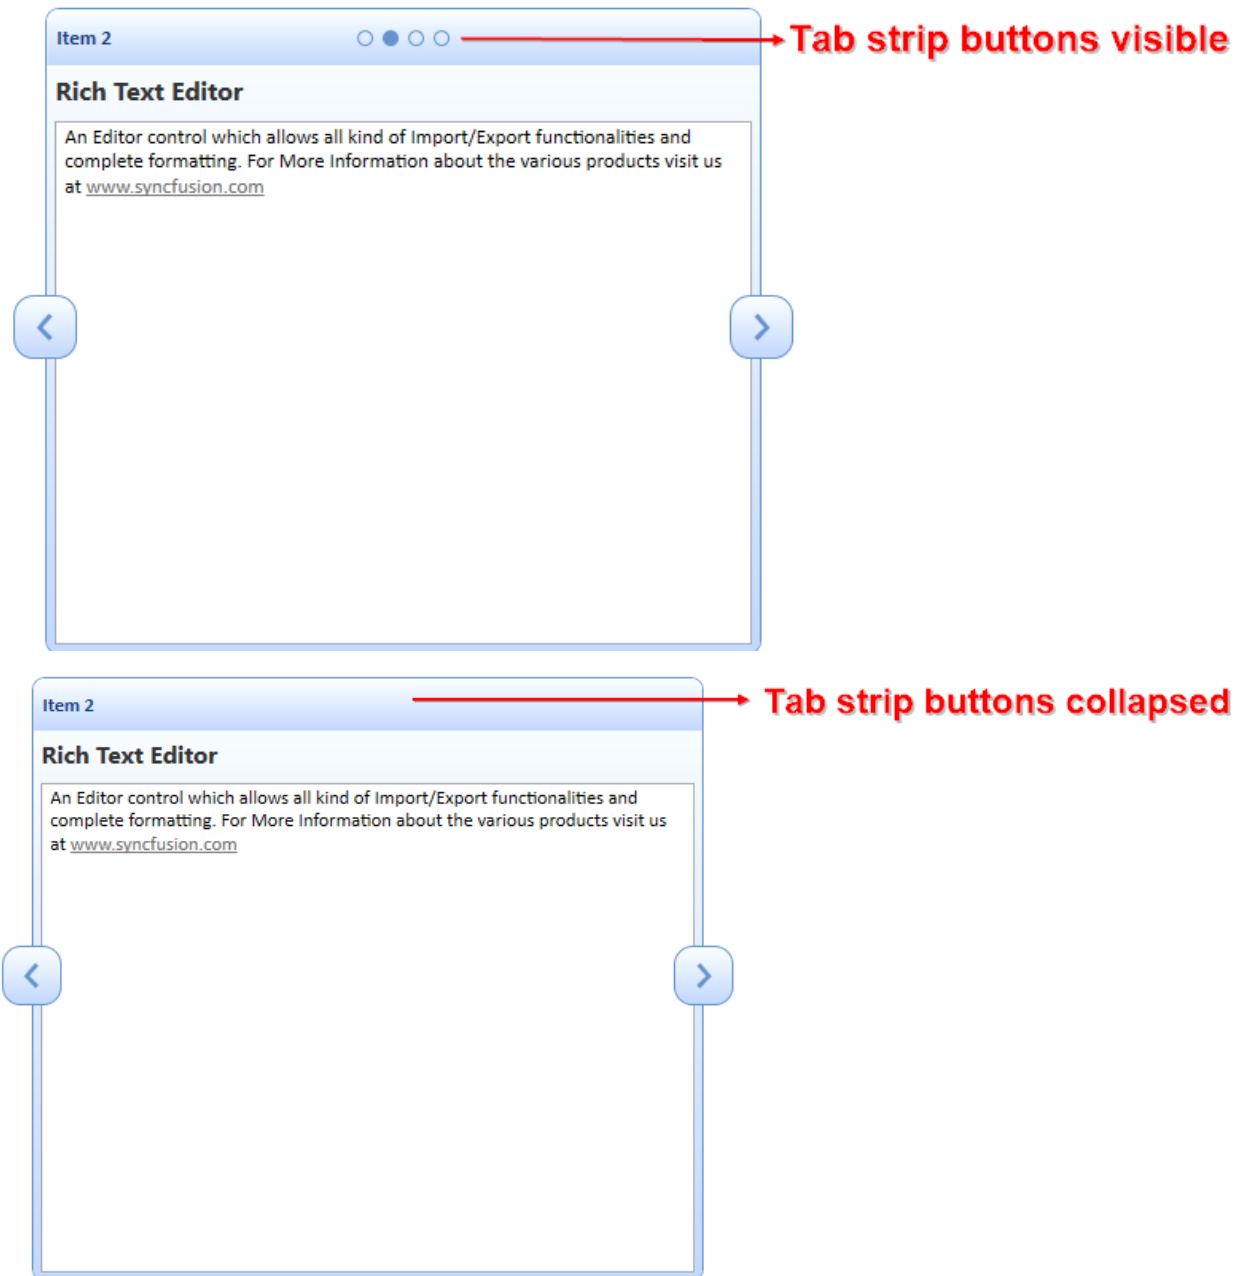 Item 2
Tab strip buttons visible
Rich Text Editor
An Editor control which allows all kind of Import/Export functionalities and
complete formatting. For More Information about the various products visit us
at www.syncfusion.com
Item 2
Tab strip buttons collapsed
Rich Text Editor
An Editor control which allows all kind of Import/Export functionalities and
complete formatting. For More Information about the various products visit us
at www.syncfusion.com